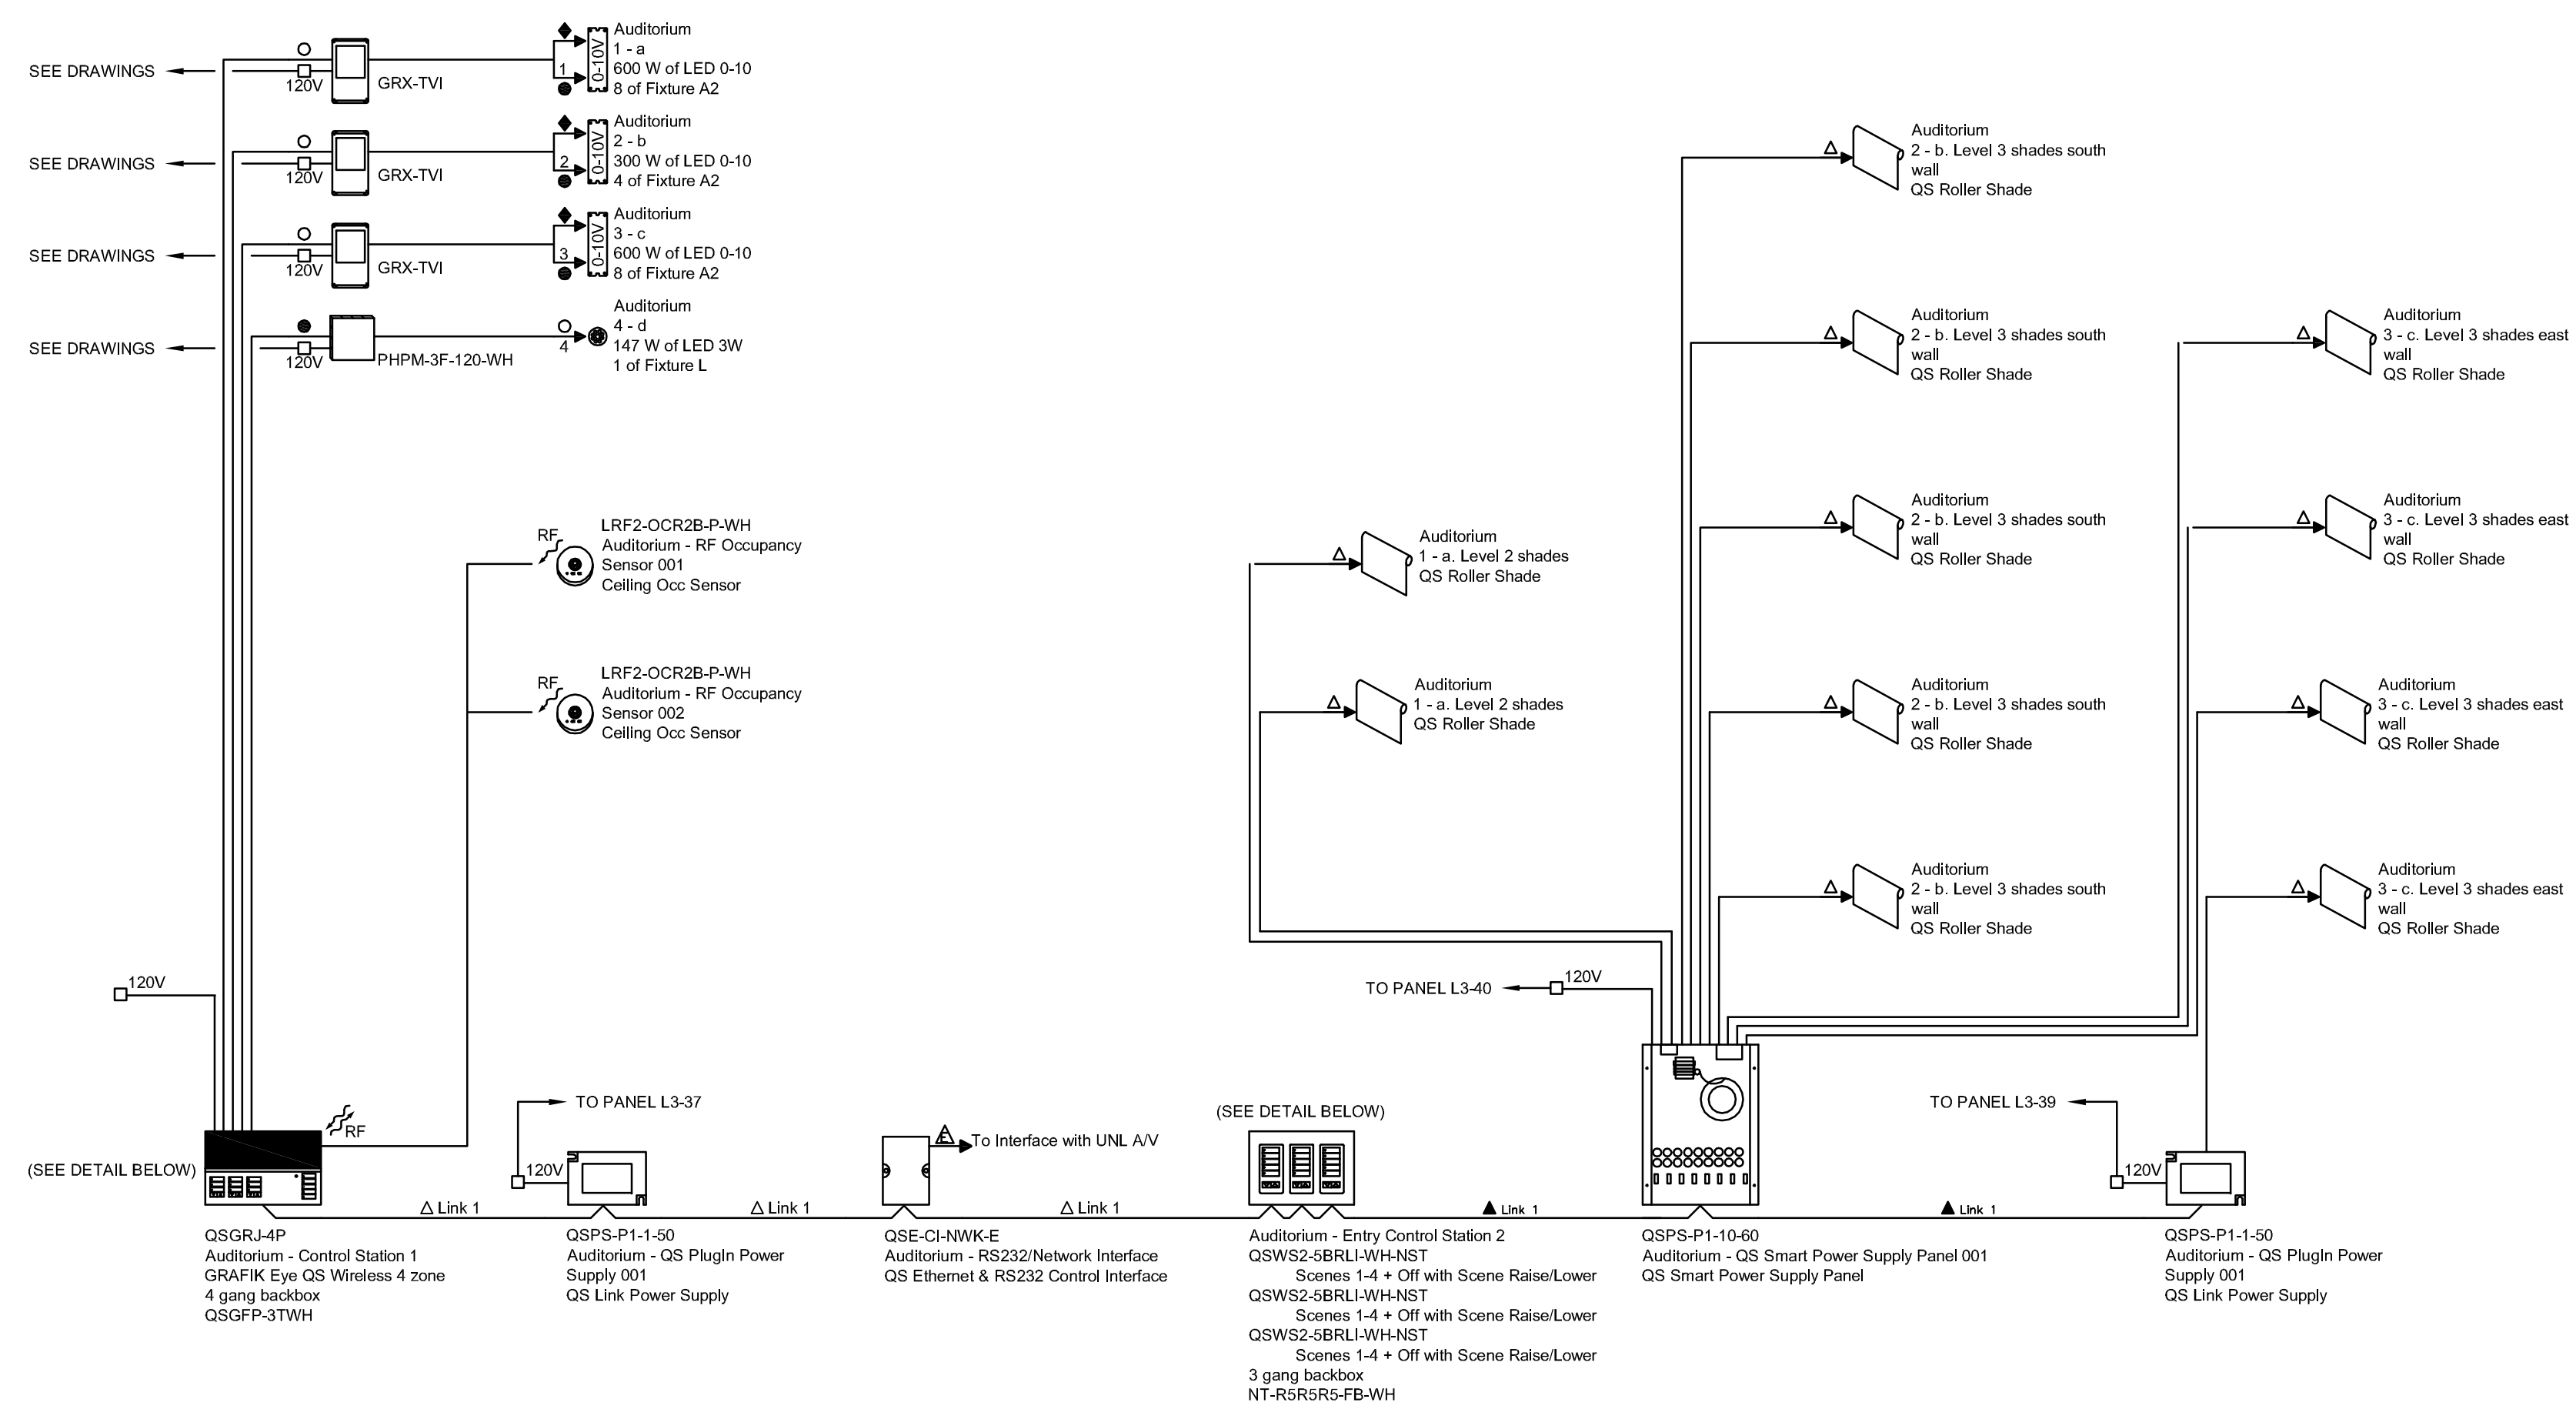 SEE DRAWINGS
120V
GRX-TVI
1
0-10V
Auditorium
1 - a
600 W of LED 0-10
8 of Fixture A2
SEE DRAWINGS
120V
GRX-TVI
2
0-10V
Auditorium
2 - b
300 W of LED 0-10
4 of Fixture A2
SEE DRAWINGS
120V
GRX-TVI
3
0-10V
Auditorium
3 - c
600 W of LED 0-10
8 of Fixture A2
SEE DRAWINGS
120V
PHPM-3F-120-WH
4
Auditorium
4 - d
147 W of LED 3W
1 of Fixture L
RF
LRF2-OCR2B-P-WH
Auditorium - RF Occupancy
Sensor 001
Ceiling Occ Sensor
RF
LRF2-OCR2B-P-WH
Auditorium - RF Occupancy
Sensor 002
Ceiling Occ Sensor
Auditorium
1 - a. Level 2 shades
QS Roller Shade
Auditorium
1 - a. Level 2 shades
QS Roller Shade
Auditorium
2 - b. Level 3 shades south
wall
QS Roller Shade
Auditorium
2 - b. Level 3 shades south
wall
QS Roller Shade
Auditorium
2 - b. Level 3 shades south
wall
QS Roller Shade
Auditorium
2 - b. Level 3 shades south
wall
QS Roller Shade
Auditorium
2 - b. Level 3 shades south
wall
QS Roller Shade
Auditorium
3 - c. Level 3 shades east
wall
QS Roller Shade
Auditorium
3 - c. Level 3 shades east
wall
QS Roller Shade
Auditorium
3 - c. Level 3 shades east
wall
QS Roller Shade
Auditorium
3 - c. Level 3 shades east
wall
QS Roller Shade
120V
RF
(SEE DETAIL BELOW)
QSGRJ-4P
Auditorium - Control Station 1
GRAFIK Eye QS Wireless 4 zone
4 gang backbox
QSGFP-3TWH
Link 1
TO PANEL L3-37
120V
QSPS-P1-1-50
Auditorium - QS PlugIn Power
Supply 001
QS Link Power Supply
Link 1
E
To Interface with UNL A/V
QSE-CI-NWK-E
Auditorium - RS232/Network Interface
QS Ethernet & RS232 Control Interface
Link 1
(SEE DETAIL BELOW)
Auditorium - Entry Control Station 2
QSWS2-5BRLI-WH-NST
Scenes 1-4 + Off with Scene Raise/Lower
QSWS2-5BRLI-WH-NST
Scenes 1-4 + Off with Scene Raise/Lower
QSWS2-5BRLI-WH-NST
Scenes 1-4 + Off with Scene Raise/Lower
3 gang backbox
NT-R5R5R5-FB-WH
Link 1
TO PANEL L3-40
120V
QSPS-P1-10-60
Auditorium - QS Smart Power Supply Panel 001
QS Smart Power Supply Panel
Link 1
TO PANEL L3-39
120V
QSPS-P1-1-50
Auditorium - QS PlugIn Power
Supply 001
QS Link Power Supply